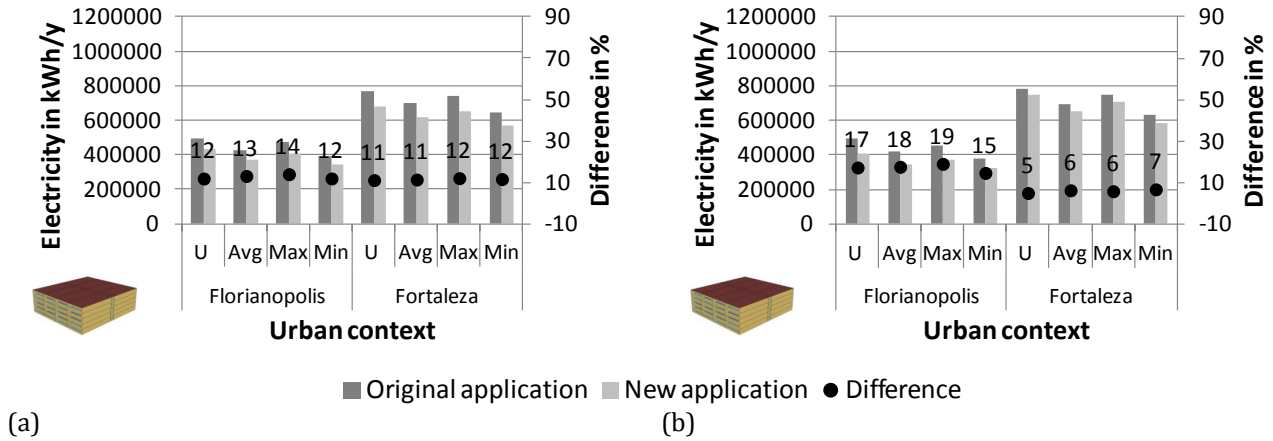 1200000
1000000
800000
600000
400000
200000
0
Electricity in kWh/y
90
70
50
30
10
-10
Difference in %
12 13 14 12 11 11 12 12
U Avg Max Min U Avg Max Min
Florianopolis Fortaleza
Urban context
1200000
1000000
800000
600000
400000
200000
0
Electricity in kWh/y
90
70
50
30
10
-10
Difference in %
17 18 19 15 5 6 6 7
U Avg Max Min U Avg Max Min
Florianopolis Fortaleza
Urban context
Original application New application Difference
(a) (b)